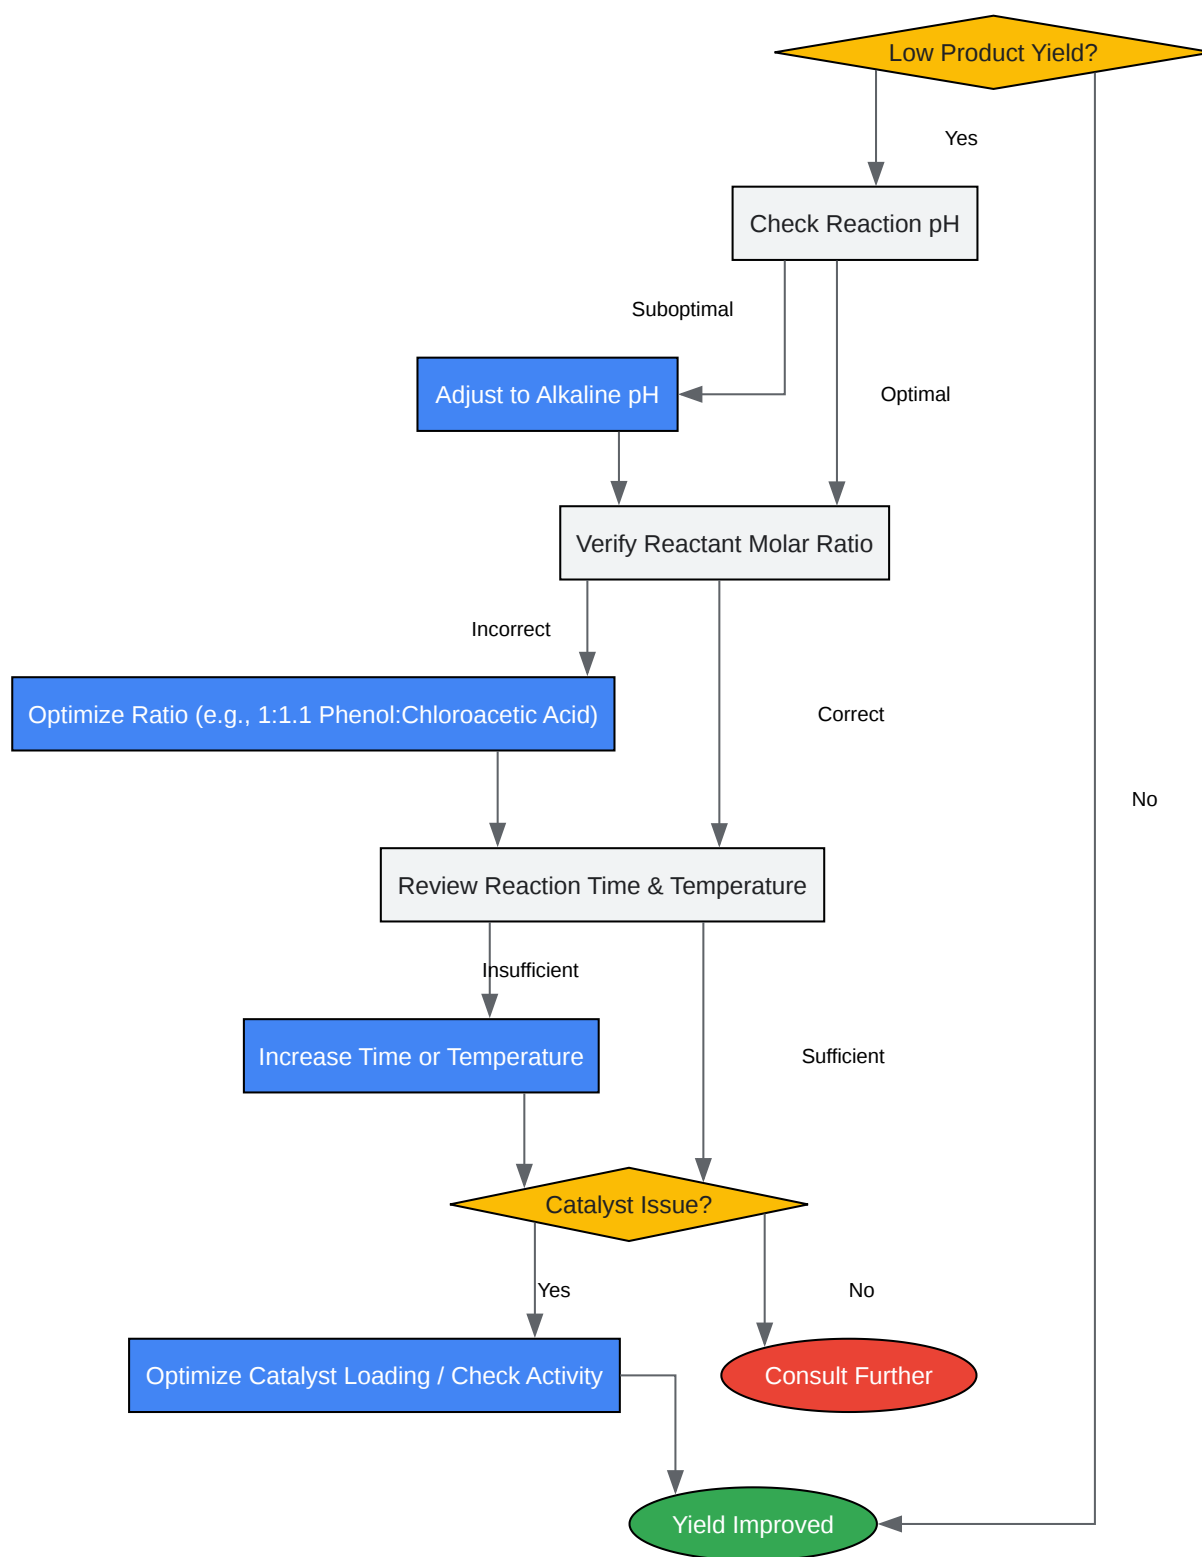 Low Product Yield?
Yes
Check Reaction pH
Suboptimal
Adjust to Alkaline pH
Optimal
Verify Reactant Molar Ratio
Incorrect
Optimize Ratio (e.g., 1:1.1 Phenol:Chloroacetic Acid)
Correct
No
Review Reaction Time & Temperature
Insufficient
Increase Time or Temperature
Sufficient
Catalyst Issue?
Yes
No
Optimize Catalyst Loading / Check Activity
Consult Further
Yield Improved